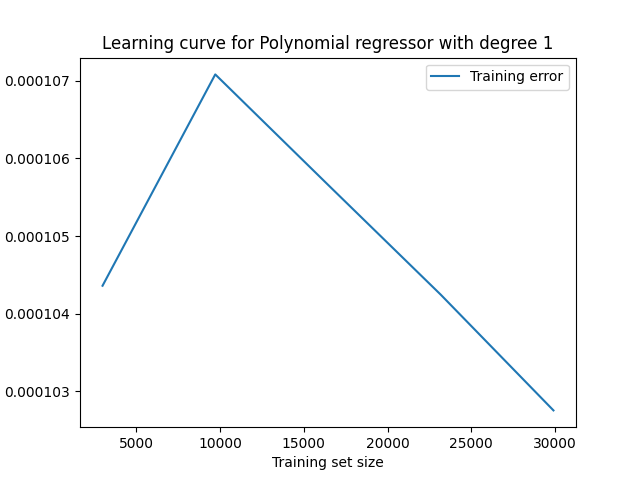 Learning curve for Polynomial regressor with degree 1
Training error
0.000107
0.000106
0.000105
0.000104
0.000103
5000 10000 15000 20000 25000 30000
Training set size